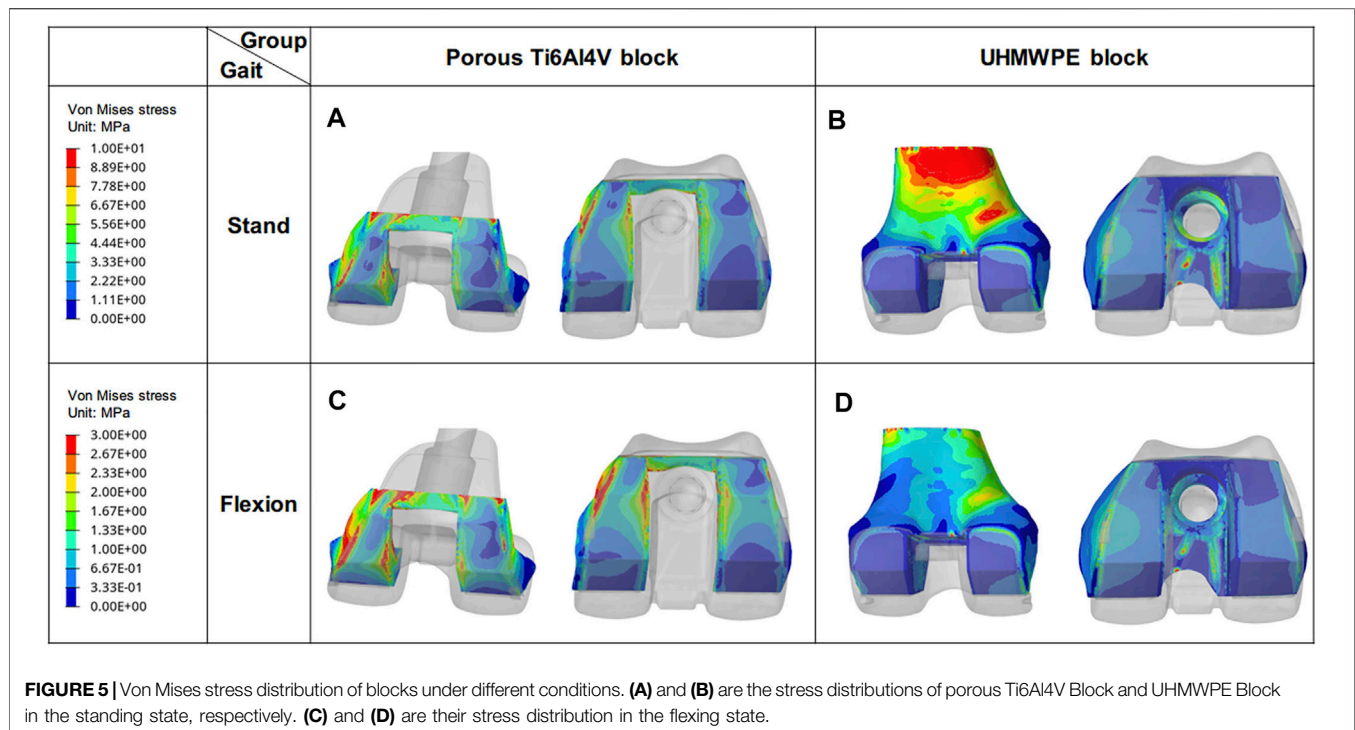 Group
Gait
Porous Ti6Al4V block
UHMWPE block
Von Mises stress
Unit: MPa
1.00E+01
8.89E+00
7.78E+00
6.67E+00
5.56E+00
4.44E+00
3.33E+00
2.22E+00
1.11E+00
0.00E+00
Stand
A
B
Von Mises stress
Unit: MPa
3.00E+00
2.67E+00
2.33E+00
2.00E+00
1.67E+00
1.33E+00
1.00E+00
6.67E-01
3.33E-01
0.00E+00
Flexion
C
D
FIGURE 5 | Von Mises stress distribution of blocks under different conditions. (A) and (B) are the stress distributions of porous Ti6Al4V Block and UHMWPE Block
in the standing state, respectively. (C) and (D) are their stress distribution in the flexing state.